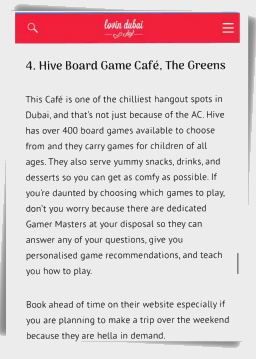 lovin dubai
4. Hive Board Game Café, The Greens
This Café is one of the chilliest hangout spots in
Dubai, and that's not just because of the AC. Hive
has over 400 board games available to choose
from and they carry games for children of all
ages. They also serve yummy snacks, drinks, and
desserts so you can get as comfy as possible. If
you're daunted by choosing which games to play,
don't you worry because there are dedicated
Gamer Masters at your disposal so they can
answer any of your questions, give you
personalised game recommendations, and teach
you how to play.
Book ahead of time on their website especially if
you are planning to make a trip over the weekend
because they are hella in demand.